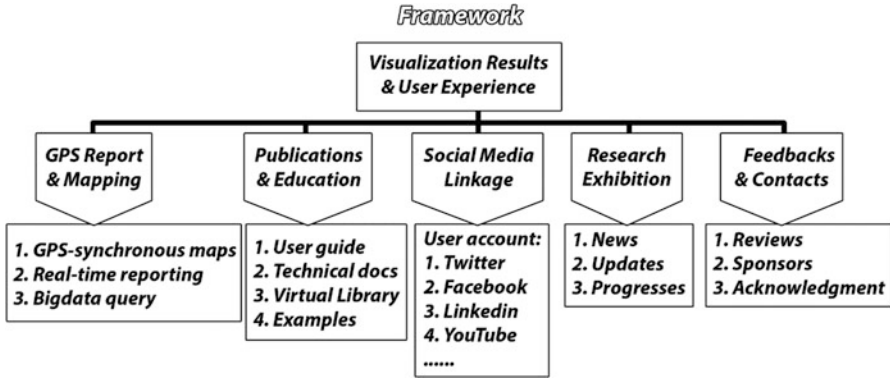 Framework
Visualization Results
& User Experience
GPS Report
& Mapping
Publications
& Education
Social Media
Linkage
Research
Exhibition
Feedbacks
& Contacts
1. GPS-synchronous maps
2. Real-time reporting
3. Bigdata query
1. User guide
2. Technical docs
3. Virtual Library
4. Examples
User account:
1. Twitter
2. Facebook
3. Linkedin
4. YouTube
......
1. News
2. Updates
3. Progresses
1. Reviews
2. Sponsors
3. Acknowledgment